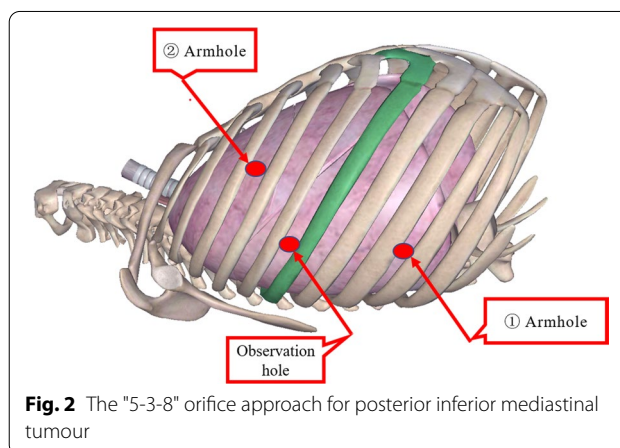 ② Armhole
① Armhole
Observation
hole
Fig. 2 The "5-3-8" orifice approach for posterior inferior mediastinal
tumour